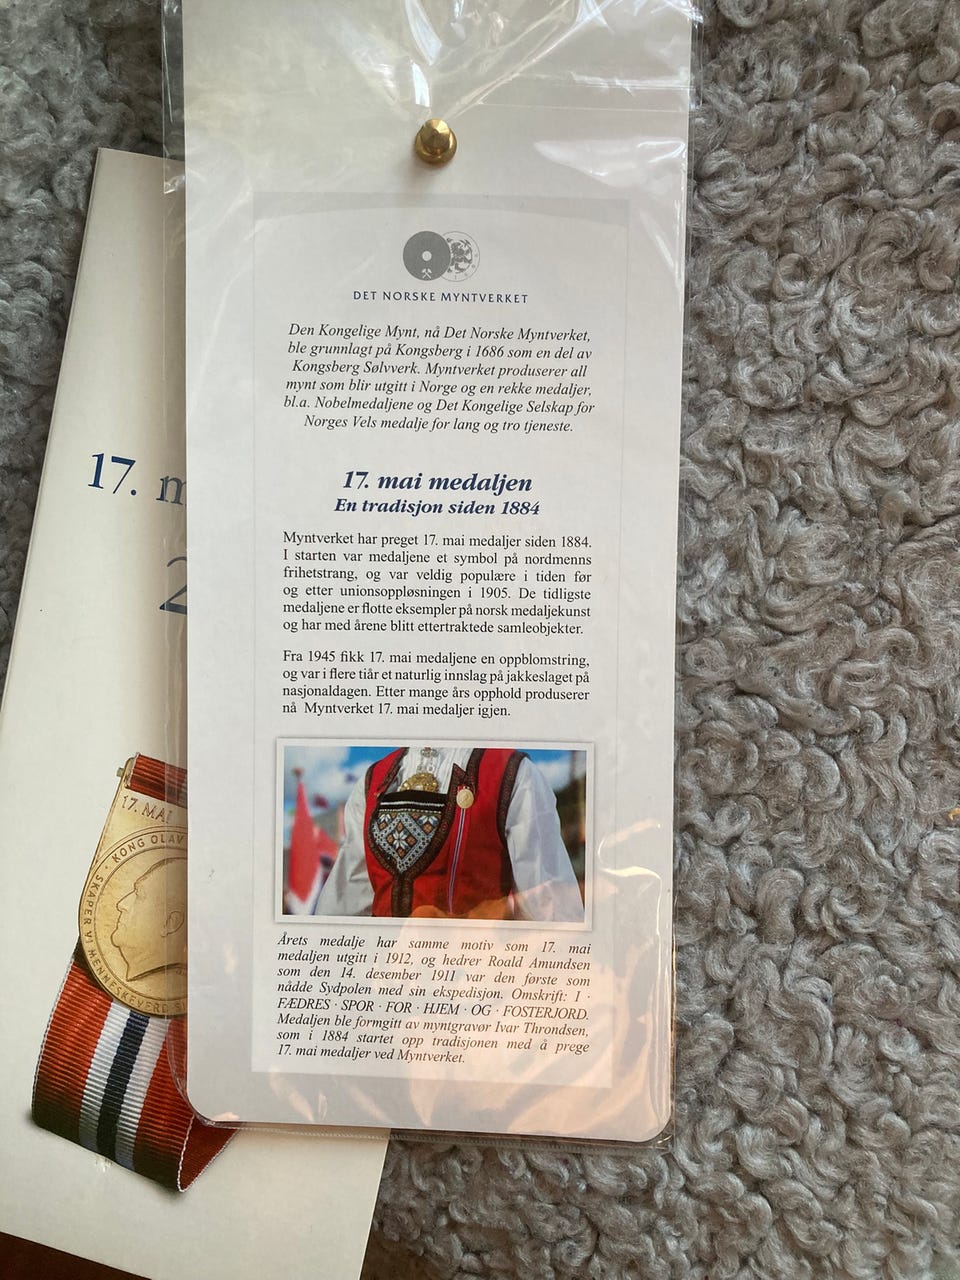 DET NORSKE MYNTVERKET
Den Kongelige Mynt, nå Det Norske Myntverket,
ble grunnlagt på Kongsberg i 1686 som en del av
Kongsberg Sølvverk. Myntverket produserer all
mynt som blir utgitt i Norge og en rekke medaljer,
bl.a. Nobelmedaljene og Det Kongelige Selskap for
Norges Vels medalje for lang og tro tjeneste.
17. mai medaljen
En tradisjon siden 1884
Myntverket har preget 17. mai medaljer siden 1884.
I starten var medaljene et symbol på nordmenns
frihetstrang, og var veldig populære i tiden før
og etter unionsoppløsningen i 1905. De tidligste
medaljene er flotte eksempler på norsk medaljekunst
og har med årene blitt ettertraktede samleobjekter.
Fra 1945 fikk 17. mai medaljene en oppblomstring,
og var i flere tiår et naturlig innslag på jakkeslaget på
nasjonaldagen. Etter mange års opphold produserer
nå Myntverket 17. mai medaljer igjen.
Årets medalje har samme motiv som 17. mai
medaljen utgitt i 1912, og hedrer Roald Amundsen
som den 14. desember 1911 var den første som
nådde Sydpolen med sin ekspedisjon. Omskrift: I ·
FÆDRES · SPOR · FOR · HJEM · OG · FOSTERJORD.
Medaljen ble formgitt av myntgravør Ivar Throndsen,
som i 1884 startet opp tradisjonen med å prege
17. mai medaljer ved Myntverket.
17. m
2
17. MAI
KONG OLAV
SKAPER VI MENNESKEVERD